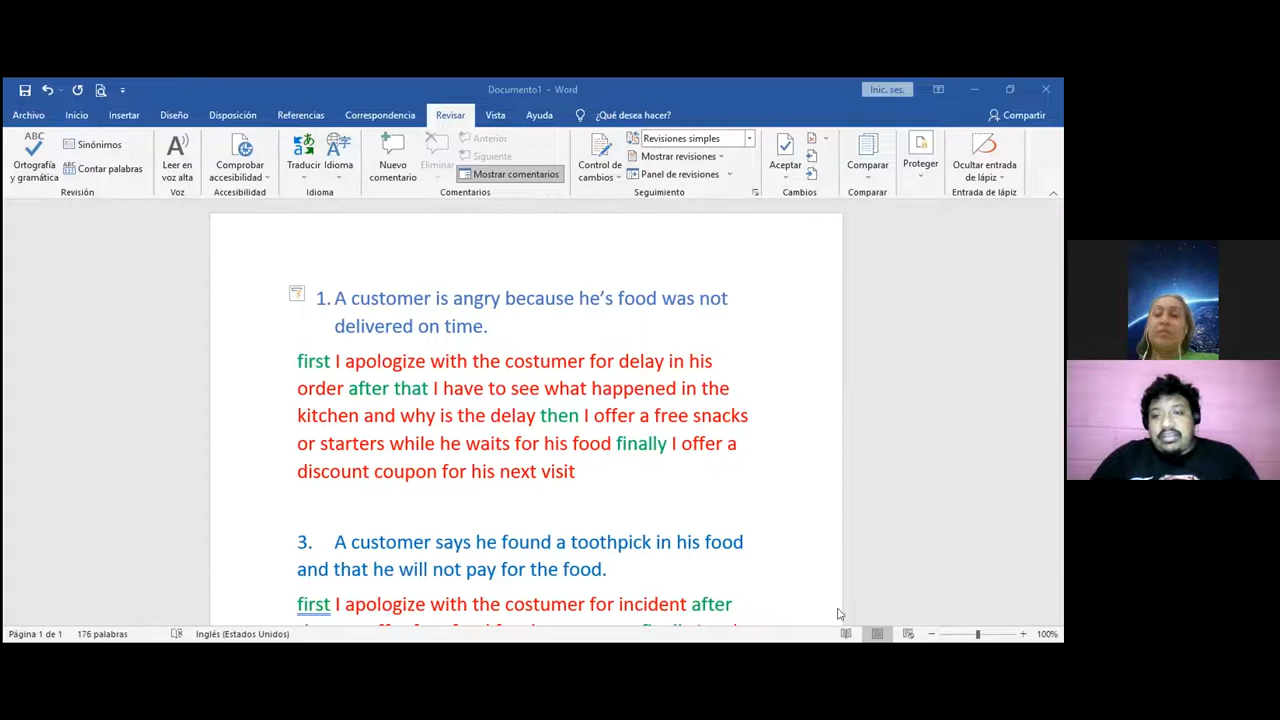 Documento1 - Word
Inic. ses.
Archivo Inicio Insertar Diseño Disposición Referencias Correspondencia Revisar Vista Ayuda ¿Qué desea hacer? Compartir
ABC Ortografía y gramática
Sinónimos
ABC 123 Contar palabras
Revisión
Leer en voz alta
Voz
Comprobar accesibilidad
Accesibilidad
Traducir Idioma
Idioma
Nuevo comentario
Eliminar
Anterior
Siguiente
Mostrar comentarios
Comentarios
Control de cambios
Revisiones simples
Mostrar revisiones
Panel de revisiones
Seguimiento
Aceptar
Cambios
Comparar
Comparar
Proteger
Ocultar entrada de lápiz
Entrada de lápiz
1. A customer is angry because he’s food was not
delivered on time.
first I apologize with the costumer for delay in his
order after that I have to see what happened in the
kitchen and why is the delay then I offer a free snacks
or starters while he waits for his food finally I offer a
discount coupon for his next visit
3. A customer says he found a toothpick in his food
and that he will not pay for the food.
first I apologize with the costumer for incident after
Página 1 de 1 176 palabras Inglés (Estados Unidos) 100%